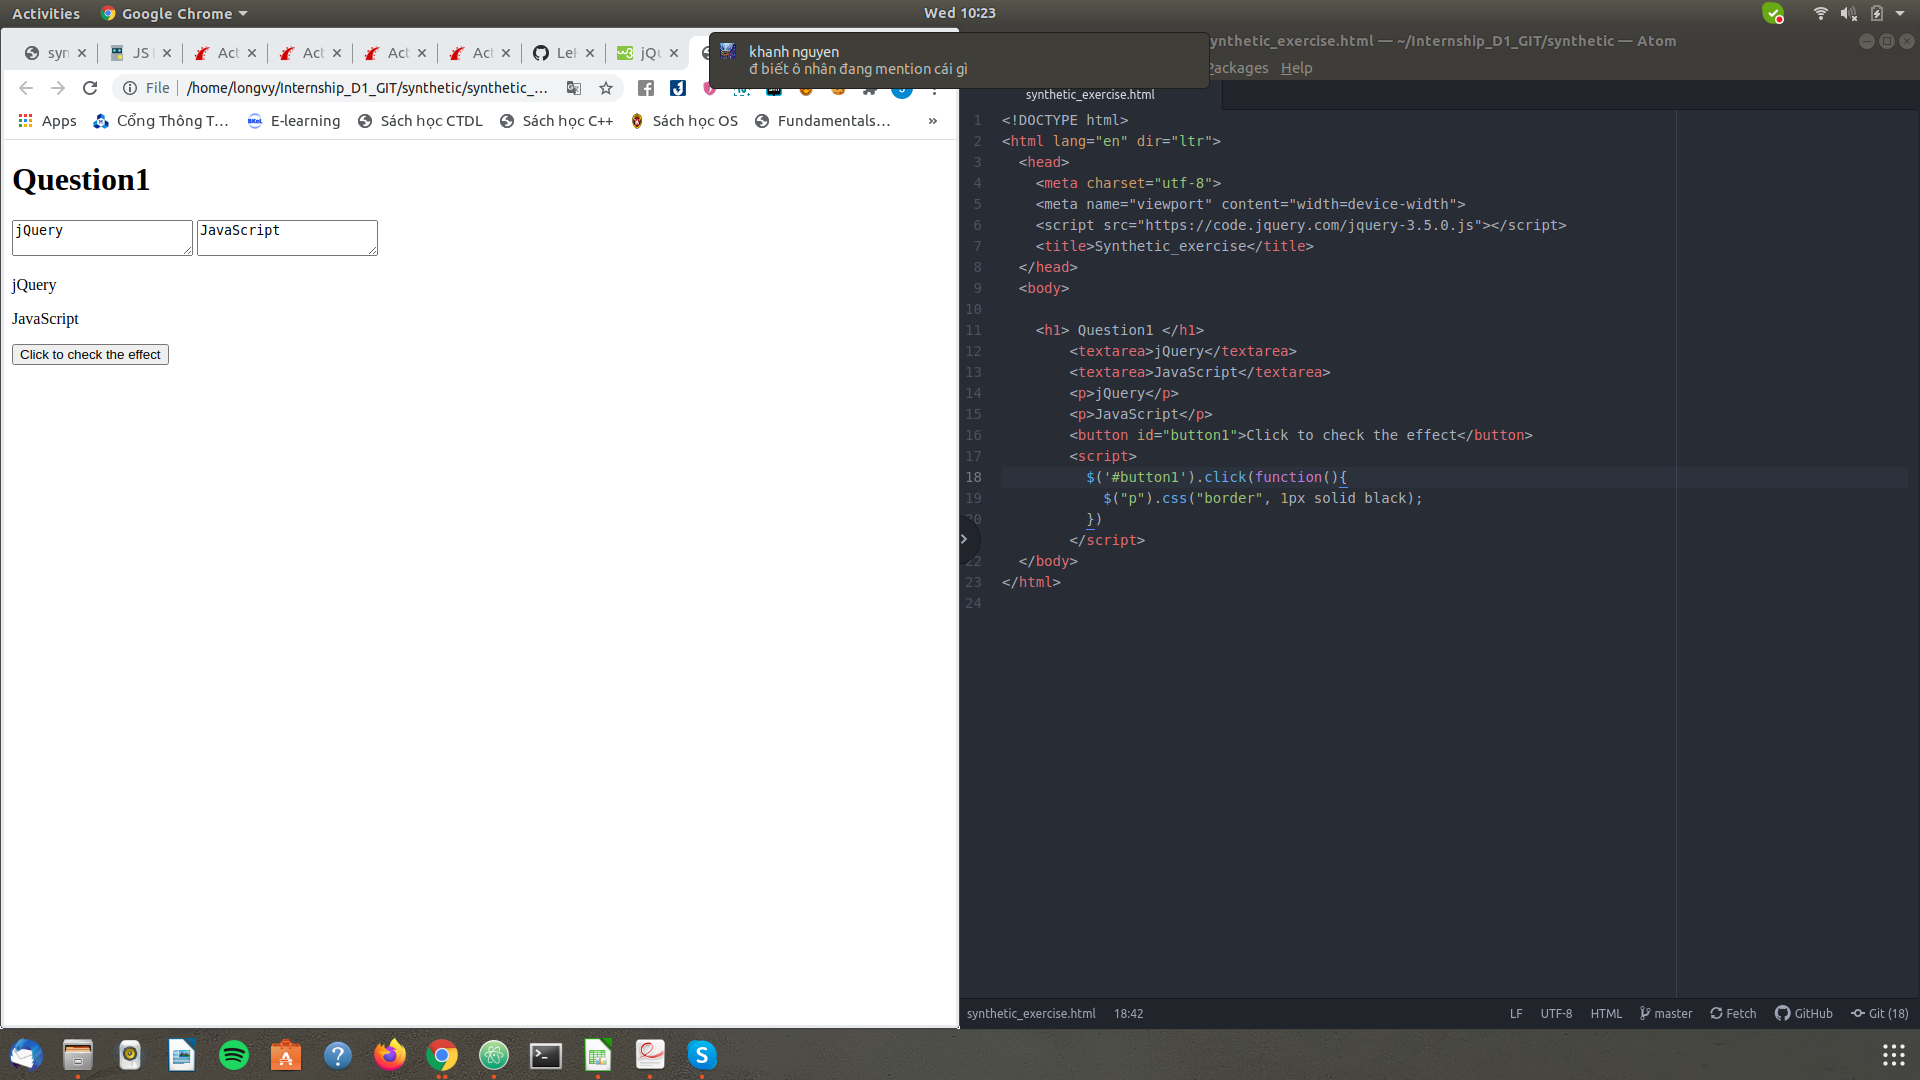 Activities
Google Chrome
Wed 10:23
syn
JS
Act
Act
Act
Act
Le
jQu
khanh nguyen
đ biết ô nhân đang mention cái gì
ynthetic_exercise.html — ~/Internship_D1_GIT/synthetic — Atom
Packages Help
File
/home/longvy/Internship_D1_GIT/synthetic/synthetic_...
Apps
Cổng Thông T...
E-learning
Sách học CTDL
Sách học C++
Sách học OS
Fundamentals...
»
Question1
jQuery
JavaScript
jQuery
JavaScript
Click to check the effect
synthetic_exercise.html
1 <!DOCTYPE html>
2 <html lang="en" dir="ltr">
3 <head>
4 <meta charset="utf-8">
5 <meta name="viewport" content="width=device-width">
6 <script src="https://code.jquery.com/jquery-3.5.0.js"></script>
7 <title>Synthetic_exercise</title>
8 </head>
9 <body>
10
11 <h1> Question1 </h1>
12 <textarea>jQuery</textarea>
13 <textarea>JavaScript</textarea>
14 <p>jQuery</p>
15 <p>JavaScript</p>
16 <button id="button1">Click to check the effect</button>
17 <script>
18 $('#button1').click(function(){
19 $("p").css("border", 1px solid black);
20 })
</script>
22 </body>
23 </html>
24
synthetic_exercise.html 18:42
LF UTF-8 HTML master Fetch GitHub Git (18)